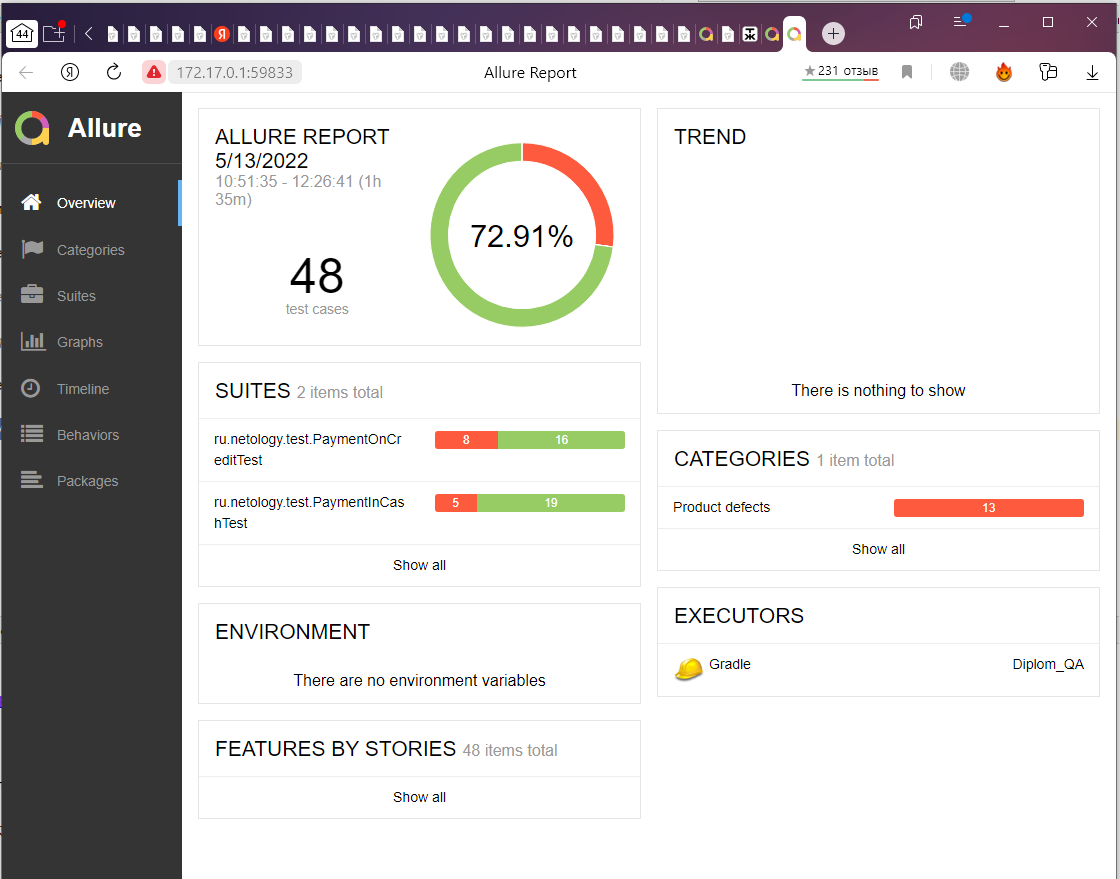 44
Я
Ж
+
Я
172.17.0.1:59833
Allure Report
★231 отзыв
Allure
Overview
Categories
Suites
Graphs
Timeline
Behaviors
Packages
ALLURE REPORT
5/13/2022
10:51:35 - 12:26:41 (1h
35m)
48
test cases
72.91%
SUITES 2 items total
ru.netology.test.PaymentOnCr
editTest
8 16
ru.netology.test.PaymentInCas
hTest
5 19
Show all
ENVIRONMENT
There are no environment variables
FEATURES BY STORIES 48 items total
Show all
TREND
There is nothing to show
CATEGORIES 1 item total
Product defects 13
Show all
EXECUTORS
Gradle Diplom_QA